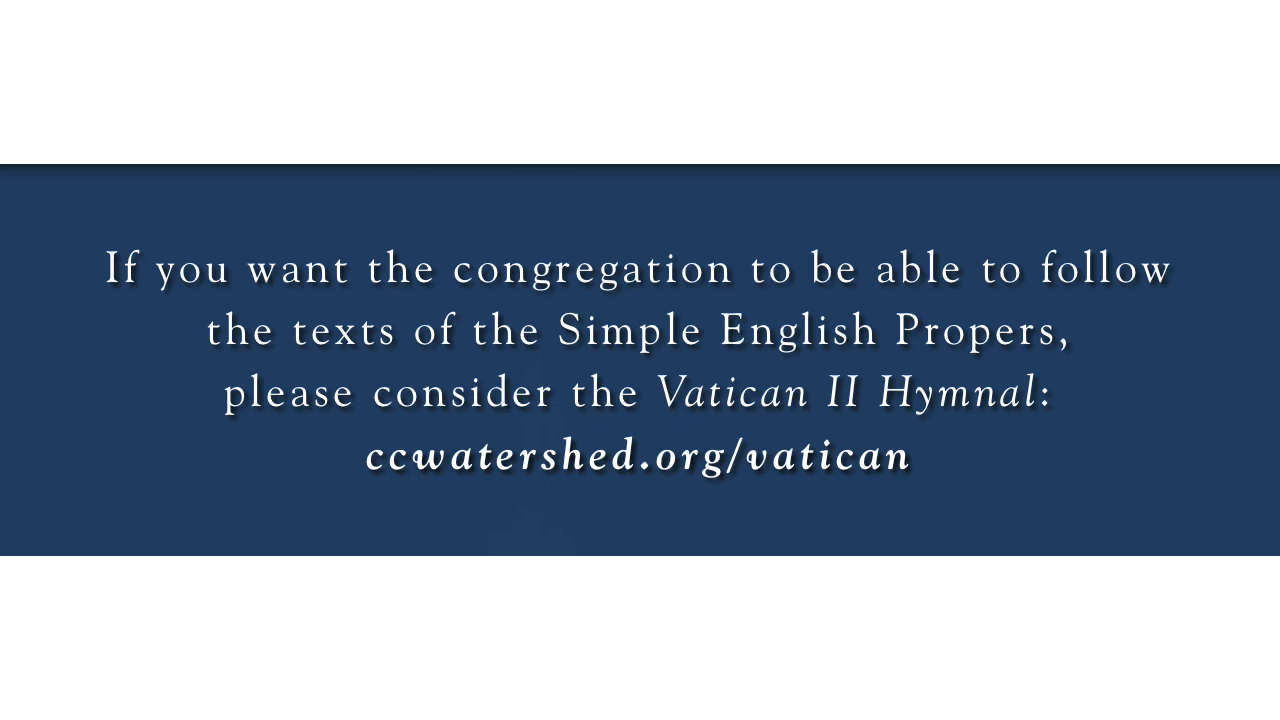 If you want the congregation to be able to follow
the texts of the Simple English Propers,
please consider the Vatican II Hymnal:
ccwatershed.org/vatican